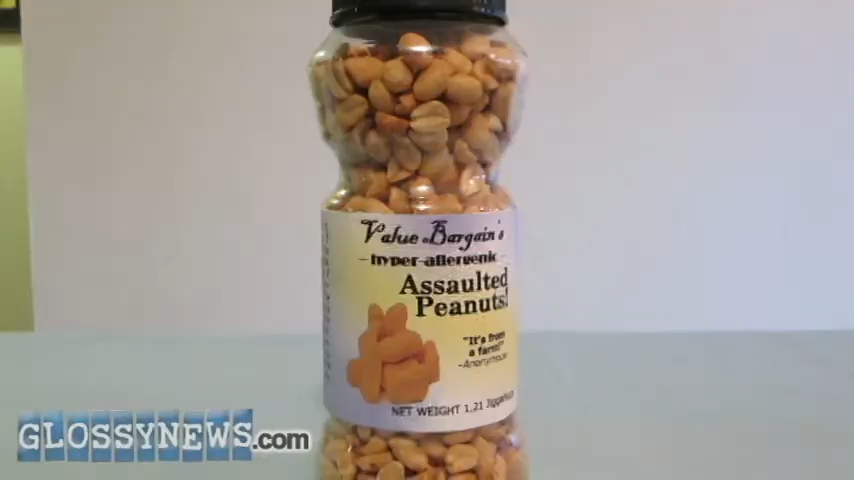 Value Bargain's
-hyper-allergenic-
Assaulted
Peanuts!
"It's from
a farm!"
-Anonymous
NET WEIGHT 1.21
GLOSSYNEWS.com